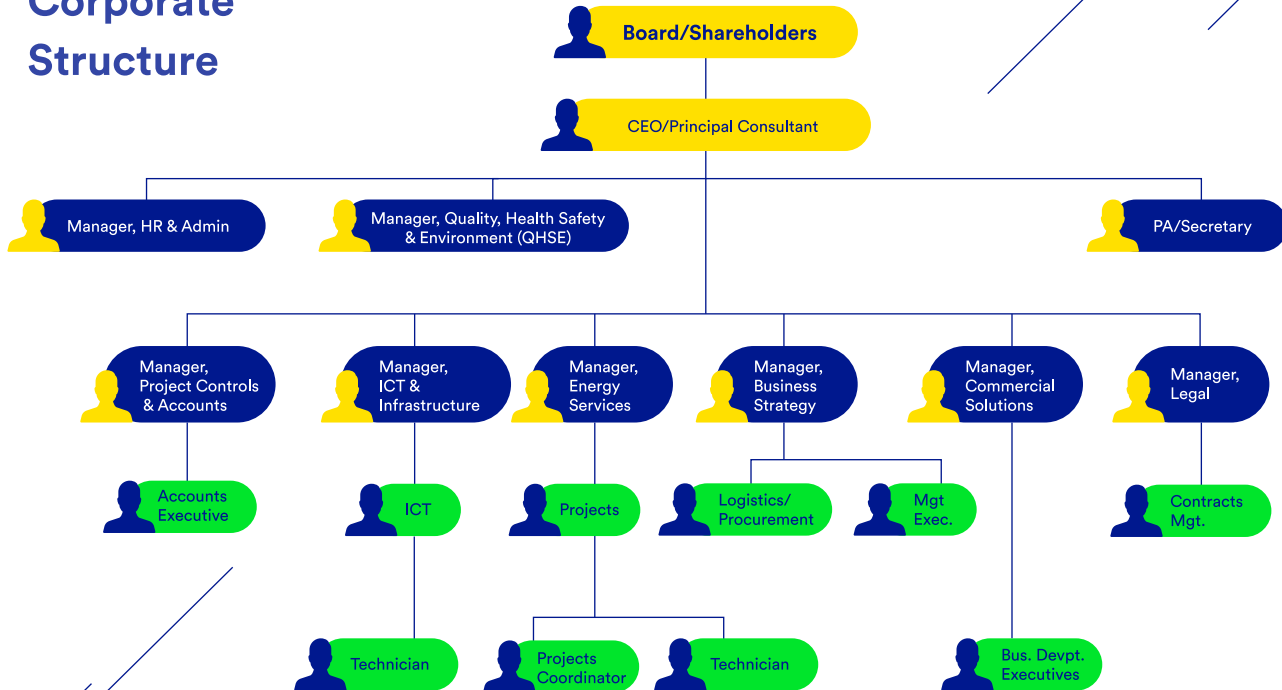 Corporate
Structure
Board/Shareholders
CEO/Principal Consultant
Manager, HR & Admin
Manager, Quality, Health Safety
& Environment (QHSE)
PA/Secretary
Manager,
Project Controls
& Accounts
Manager,
ICT &
Infrastructure
Manager,
Energy
Services
Manager,
Business
Strategy
Manager,
Commercial
Solutions
Manager,
Legal
Accounts
Executive
ICT
Projects
Logistics/
Procurement
Mgt
Exec.
Contracts
Mgt.
Technician
Projects
Coordinator
Technician
Bus. Devpt.
Executives